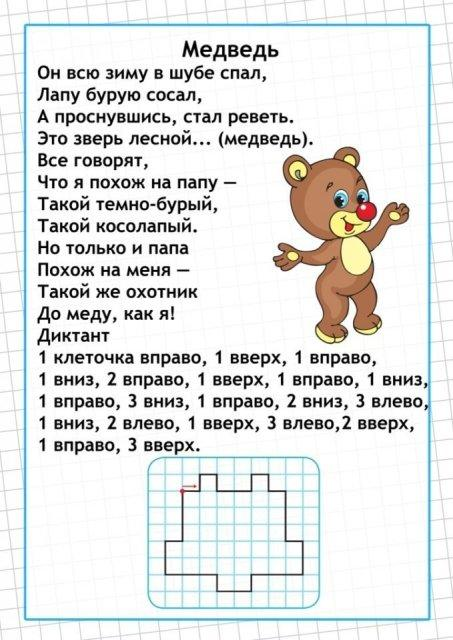 Медведь
Он всю зиму в шубе спал,
Лапу бурую сосал,
А проснувшись, стал реветь.
Это зверь лесной... (медведь).
Все говорят,
Что я похож на папу —
Такой темно-бурый,
Такой косолапый.
Но только и папа
Похож на меня —
Такой же охотник
До меду, как я!
Диктант
1 клеточка вправо, 1 вверх, 1 вправо,
1 вниз, 2 вправо, 1 вверх, 1 вправо, 1 вниз,
1 вправо, 3 вниз, 1 вправо, 2 вниз, 3 влево,
1 вниз, 2 влево, 1 вверх, 3 влево,2 вверх,
1 вправо, 3 вверх.